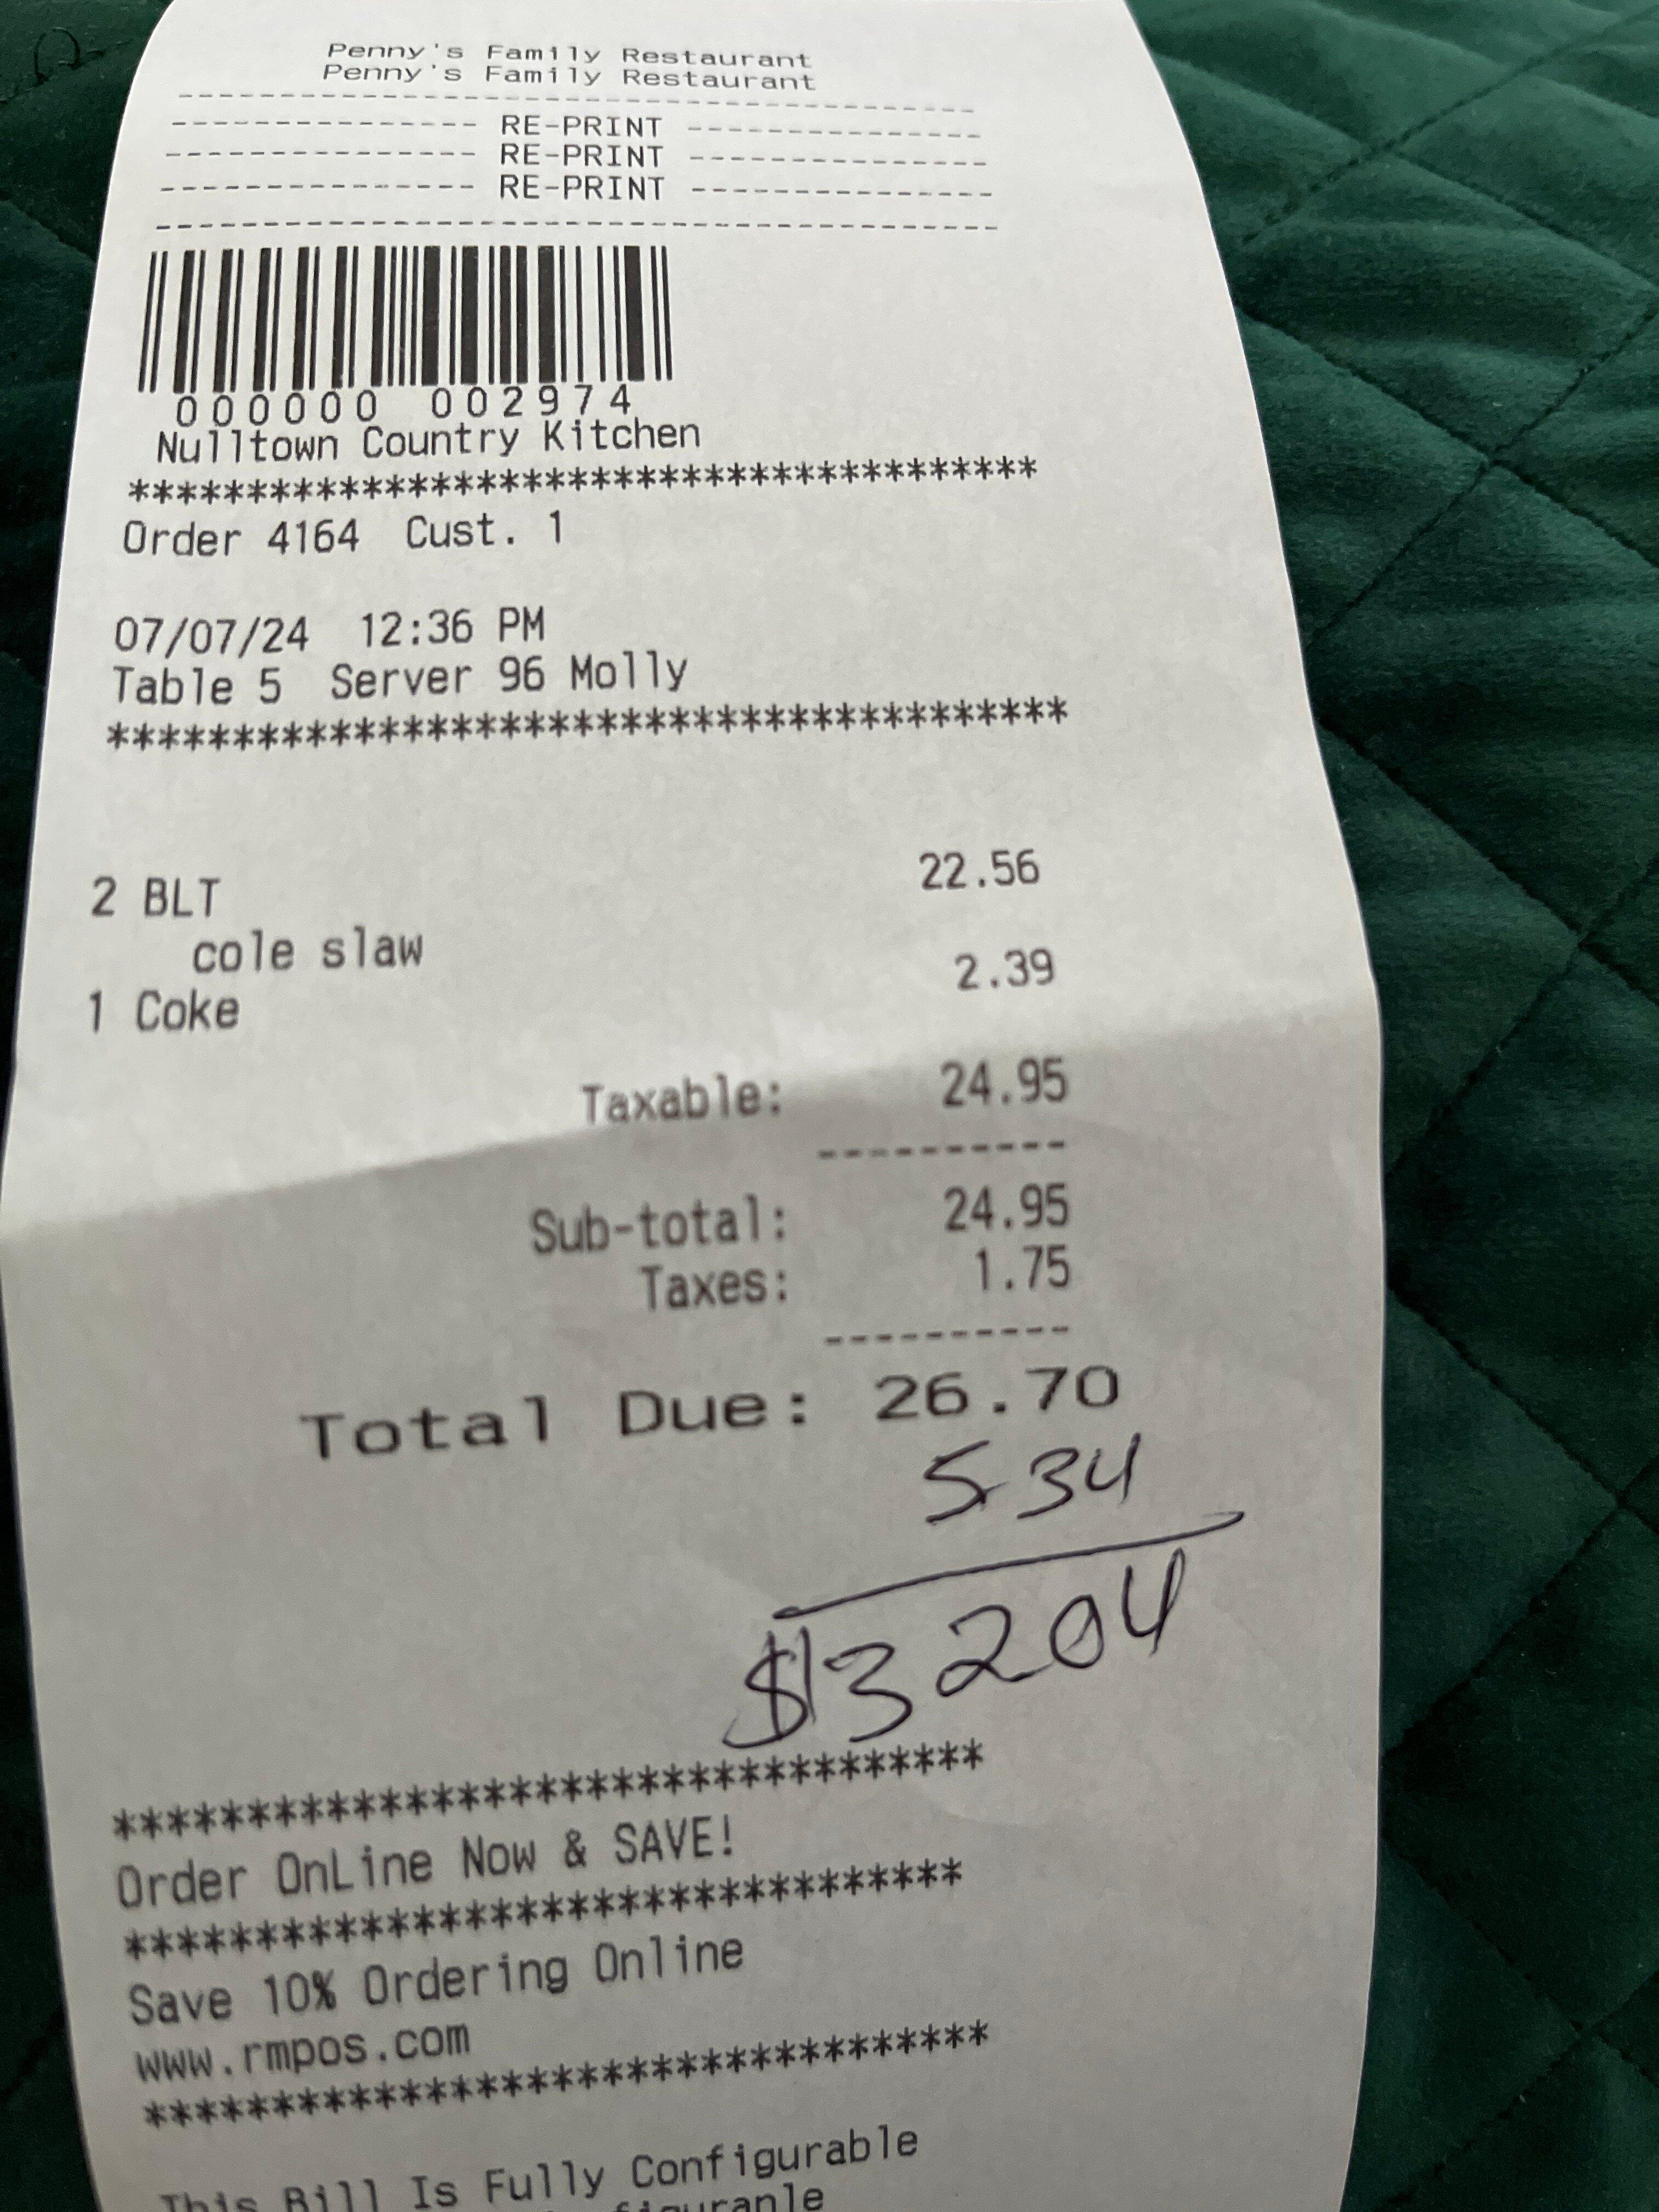 Penny's Family Restaurant
Penny's Family Restaurant
--------------- RE-PRINT ---------------
--------------- RE-PRINT ---------------
--------------- RE-PRINT ---------------
000000 002974
Nulltown Country Kitchen
***************************************
Order 4164 Cust. 1
07/07/24 12:36 PM
Table 5 Server 96 Molly
***************************************
2 BLT 22.56
cole slaw
1 Coke 2.39
Taxable: 24.95
----------
Sub-total: 24.95
Taxes: 1.75
----------
Total Due: 26.70
5 34
$32 04
*********************************
Order OnLine Now & SAVE!
*********************************
Save 10% Ordering Online
www.rmpos.com
*********************************
This Bill Is Fully Configurable